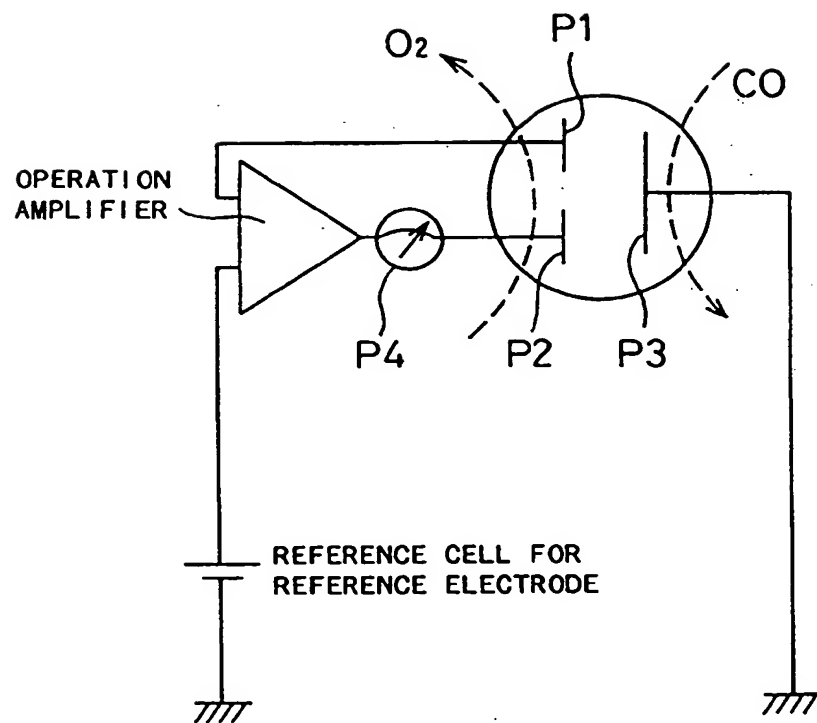 P1
O2
CO
OPERATION
AMPLIFIER
P4
P2
P3
REFERENCE CELL FOR
REFERENCE ELECTRODE